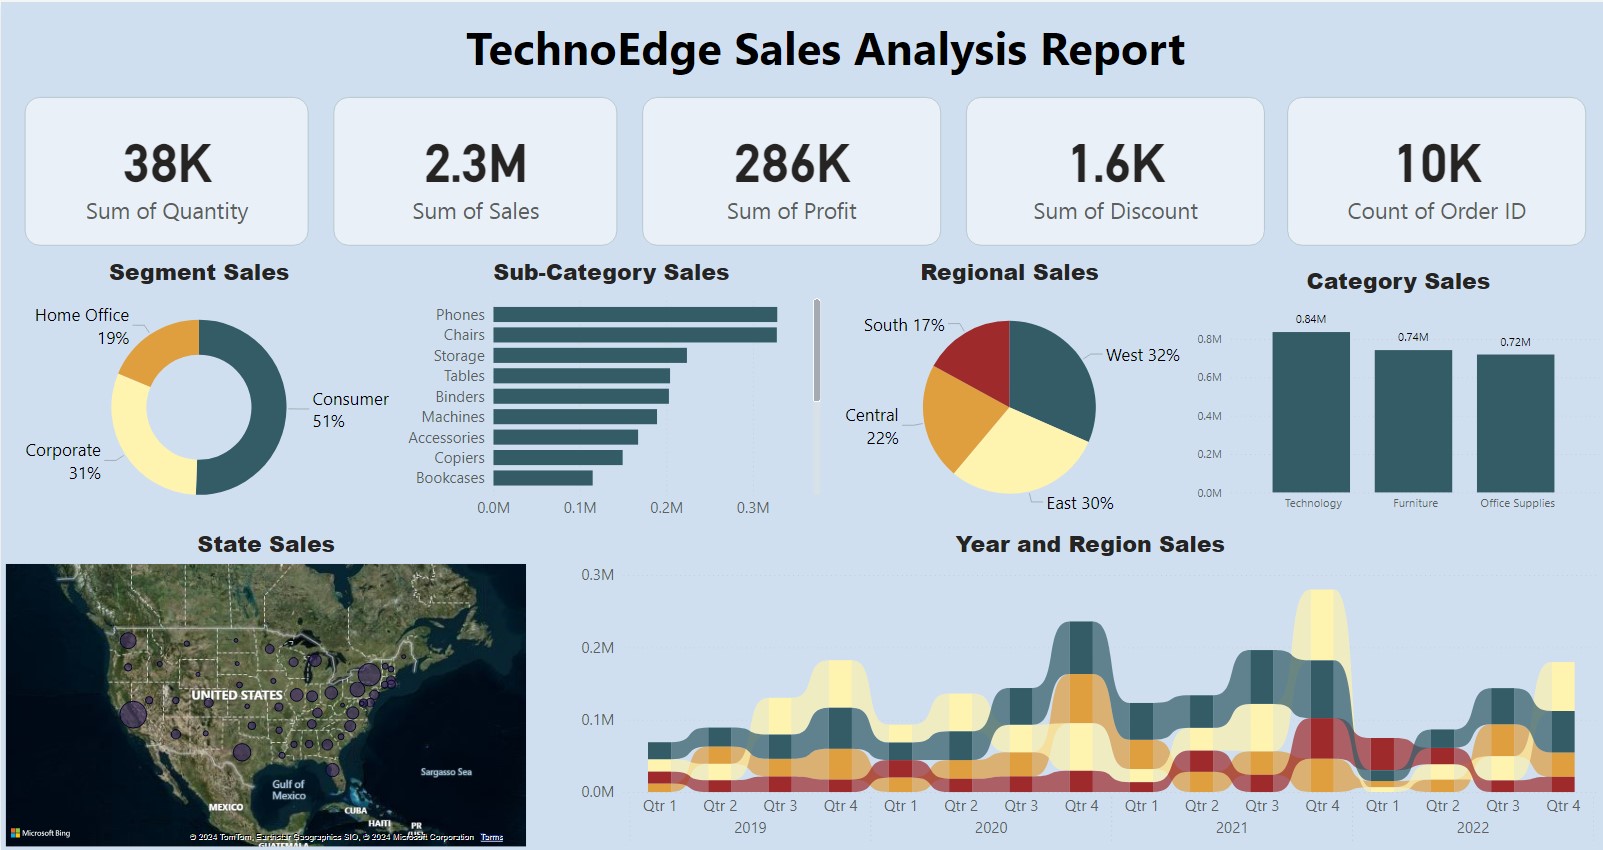 TechnoEdge Sales Analysis Report
38K
Sum of Quantity
2.3M
Sum of Sales
286K
Sum of Profit
1.6K
Sum of Discount
10K
Count of Order ID
Segment Sales
Home Office
19%
Consumer
51%
Corporate
31%
Sub-Category Sales
Phones
Chairs
Storage
Tables
Binders
Machines
Accessories
Copiers
Bookcases
0.0M 0.1M 0.2M 0.3M
Regional Sales
South 17%
West 32%
Central
22%
East 30%
Category Sales
0.84M
0.74M
0.72M
0.8M
0.6M
0.4M
0.2M
0.0M
Technology Furniture Office Supplies
State Sales
UNITED STATES
Sargasso Sea
Gulf of
Mexico
MEXICO
CUBA
HAITI
PR
GUATEMALA
Microsoft Bing
© 2024 TomTom, Earthstar Geographics SIO, © 2024 Microsoft Corporation Terms
Year and Region Sales
0.3M
0.2M
0.1M
0.0M
Qtr 1 Qtr 2 Qtr 3 Qtr 4 Qtr 1 Qtr 2 Qtr 3 Qtr 4 Qtr 1 Qtr 2 Qtr 3 Qtr 4 Qtr 1 Qtr 2 Qtr 3 Qtr 4
2019 2020 2021 2022